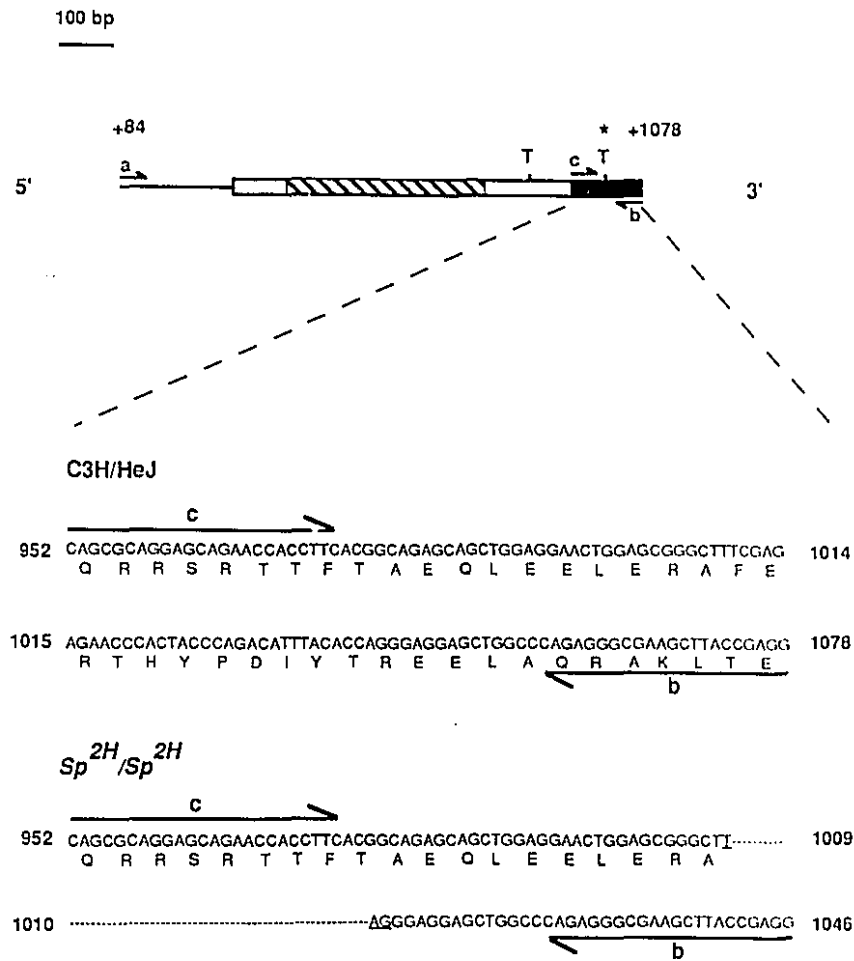 100 bp
+84 * +1078
a T c T
5' 3'
b
C3H/HeJ
c
952 CAGCGCAGGAGCAGAACCACCTTCACGGCAGAGCAGCTGGAGGAACTGGAGCGGGCTTTCGAG 1014
Q R R S R T T F T A E Q L E E L E R A F E
1015 AGAACCCACTACCCAGACATTTACACCAGGGAGGAGCTGGCCCAGAGGGCGAAGCTTACCGAGG 1078
R T H Y P D I Y T R E E L A Q R A K L T E
b
Sp2H/Sp2H
c
952 CAGCGCAGGAGCAGAACCACCTTCACGGCAGAGCAGCTGGAGGAACTGGAGCGGGCTT.......... 1009
Q R R S R T T F T A E Q L E E L E R A
1010 ..........AGGGAGGAGCTGGCCCAGAGGGCGAAGCTTACCGAGG 1046
b